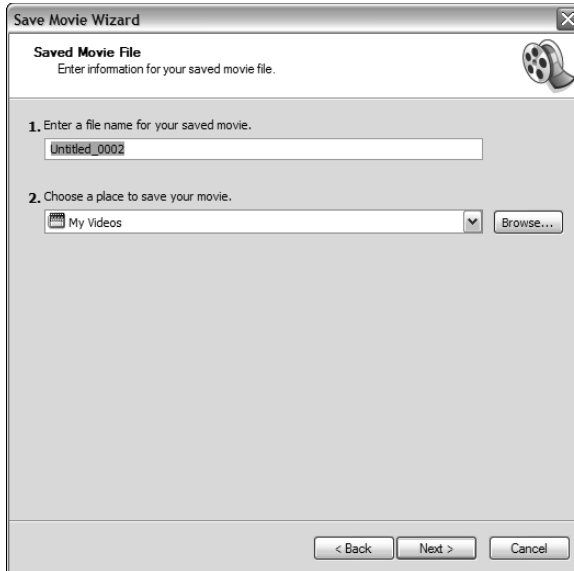 Save Movie Wizard
Saved Movie File
Enter information for your saved movie file.
1. Enter a file name for your saved movie.
Untitled_0002
2. Choose a place to save your movie.
My Videos
Browse...
< Back
Next >
Cancel